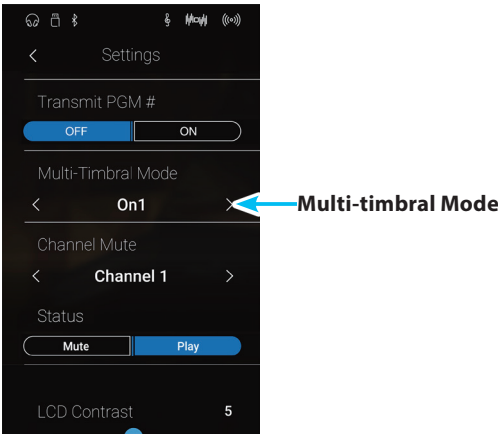 Settings
Transmit PGM #
OFF ON
Multi-Timbral Mode
On1
Multi-timbral Mode
Channel Mute
Channel 1
Status
Mute Play
LCD Contrast 5